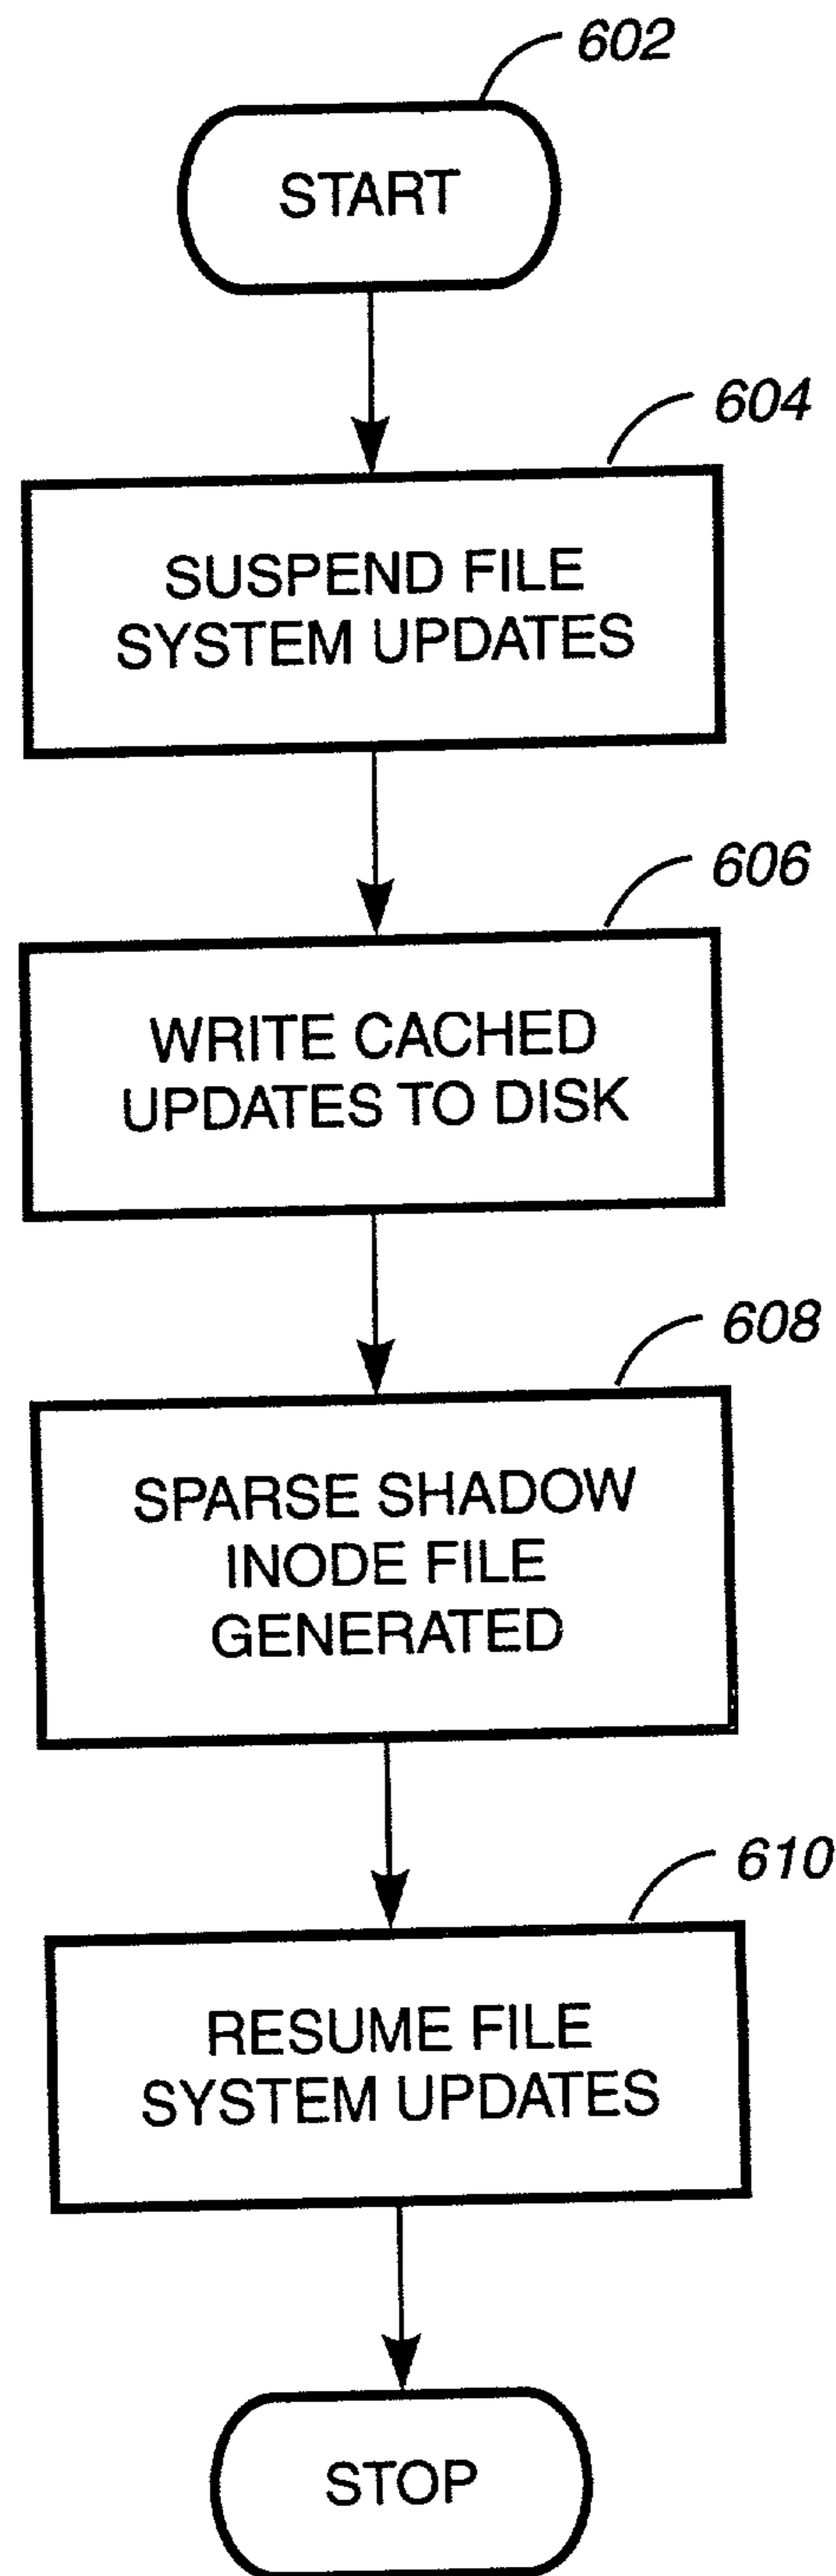 602
START
604
SUSPEND FILE
SYSTEM UPDATES
606
WRITE CACHED
UPDATES TO DISK
608
SPARSE SHADOW
INODE FILE
GENERATED
610
RESUME FILE
SYSTEM UPDATES
STOP